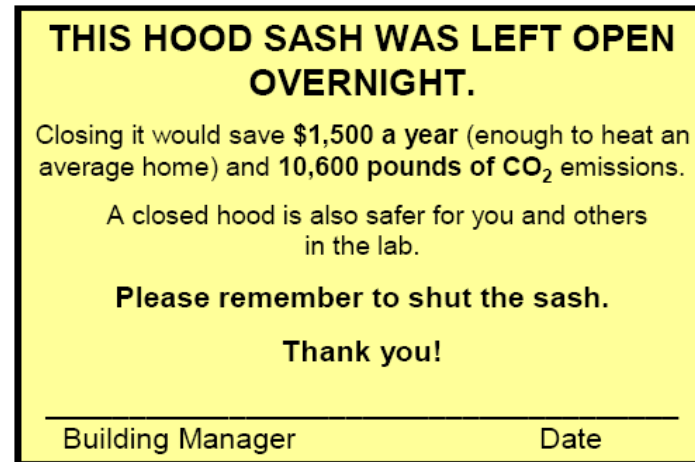 THIS HOOD SASH WAS LEFT OPEN
OVERNIGHT.
Closing it would save $1,500 a year (enough to heat an
average home) and 10,600 pounds of CO₂ emissions.
A closed hood is also safer for you and others
in the lab.
Please remember to shut the sash.
Thank you!
Building Manager Date